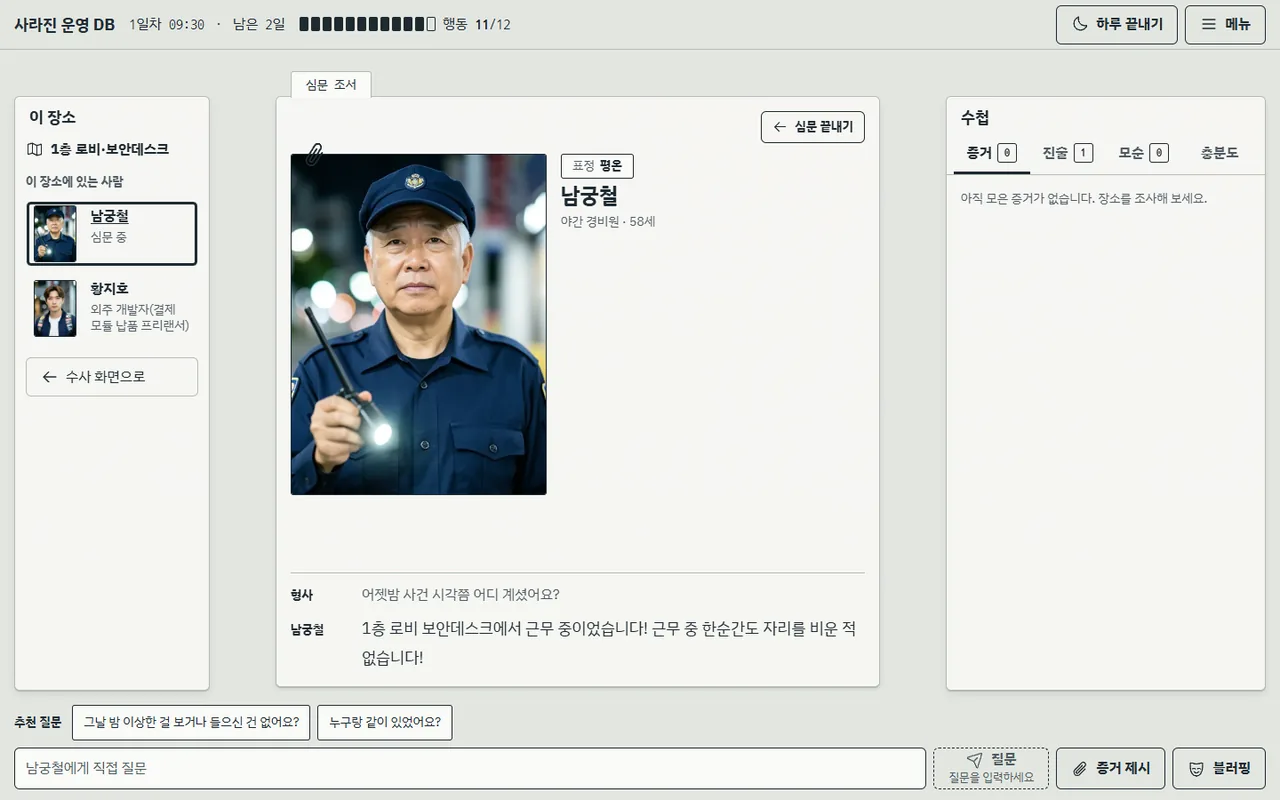 사라진 운영 DB 1일차 09:30 · 남은 2일 행동 11/12
하루 끝내기
메뉴
심문 조서
이 장소
1층 로비·보안데스크
이 장소에 있는 사람
남궁철
심문 중
황지호
외주 개발자(결제
모듈 납품 프리랜서)
수사 화면으로
심문 끝내기
표정 평온
남궁철
야간 경비원 · 58세
형사 어젯밤 사건 시각쯤 어디 계셨어요?
남궁철 1층 로비 보안데스크에서 근무 중이었습니다! 근무 중 한순간도 자리를 비운 적
없습니다!
수첩
증거 0 진술 1 모순 0 충분도
아직 모은 증거가 없습니다. 장소를 조사해 보세요.
추천 질문 그날 밤 이상한 걸 보거나 들으신 건 없어요? 누구랑 같이 있었어요?
남궁철에게 직접 질문
질문
질문을 입력하세요
증거 제시
블러핑